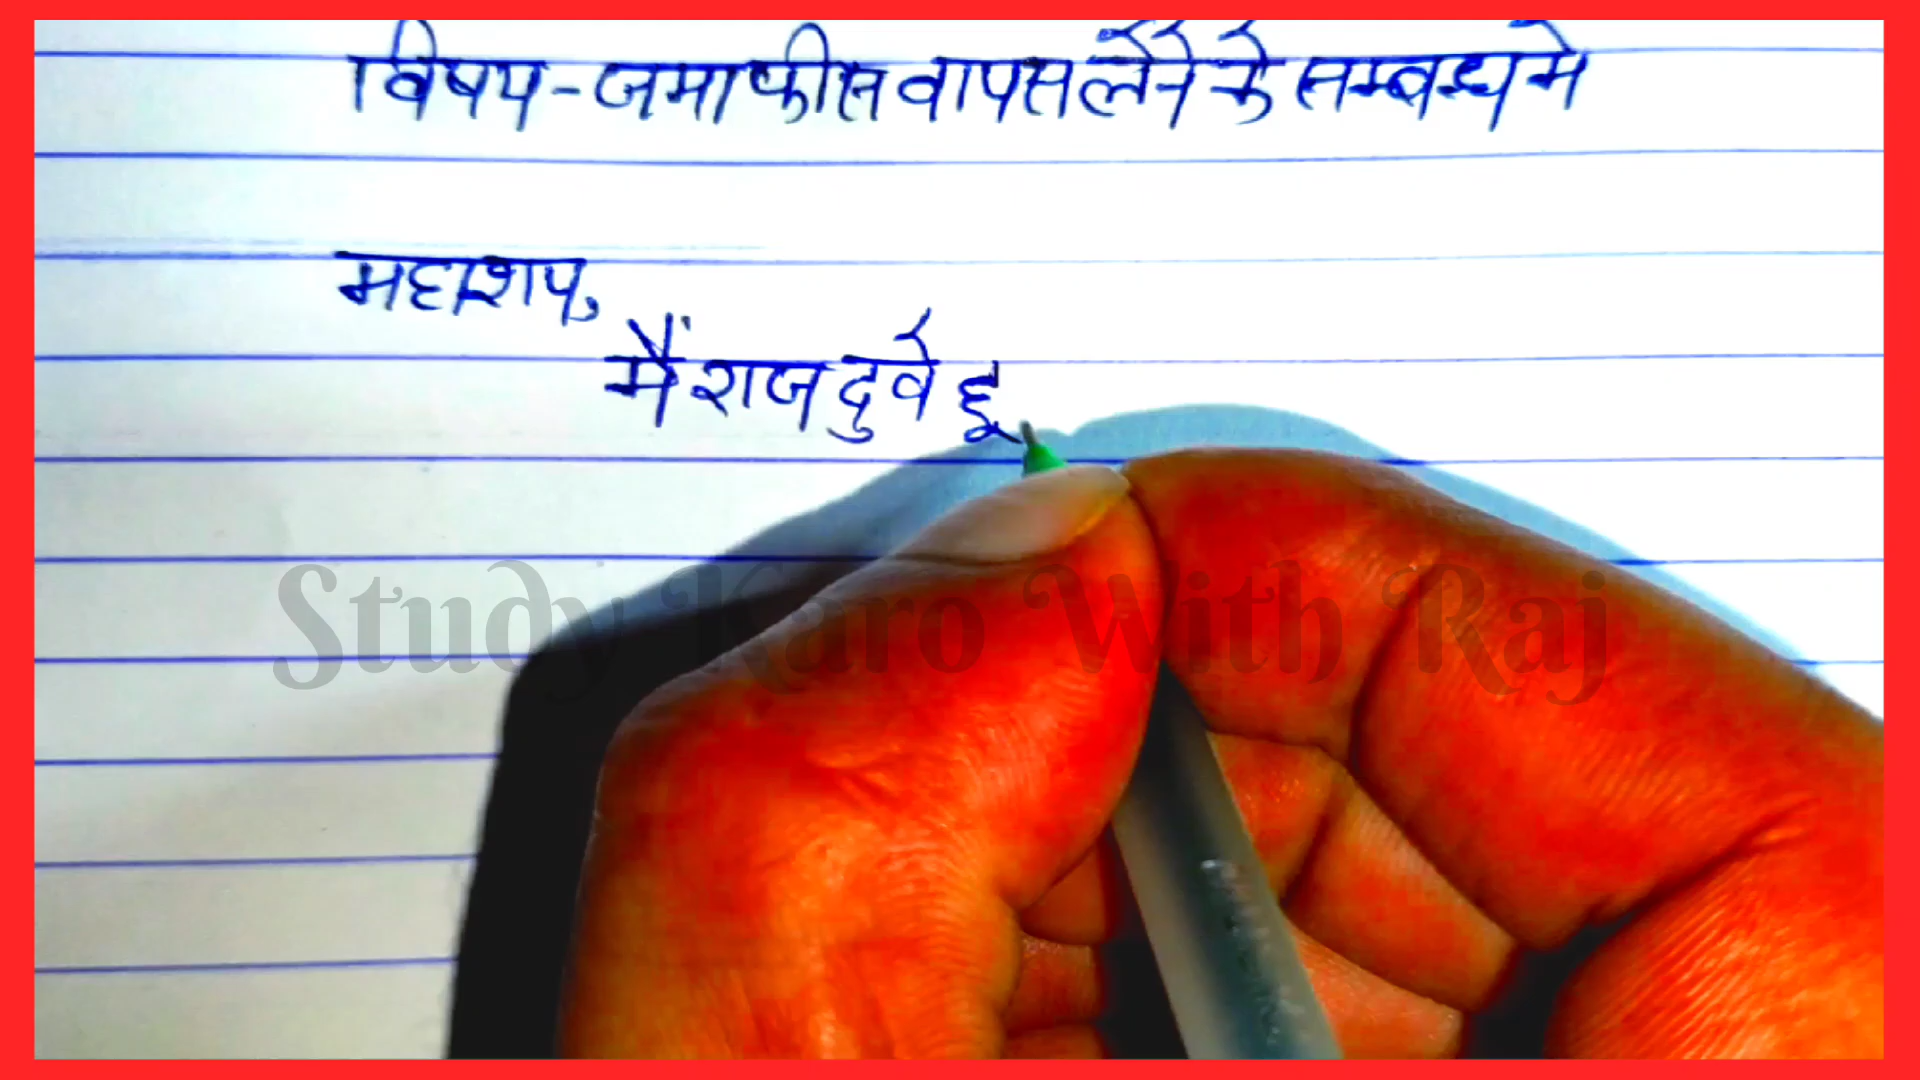 विषय-जमा फीस वापस लेने के सम्बन्ध मे
महाशय,
मैं राज दुवे हू
Study Karo With Raj